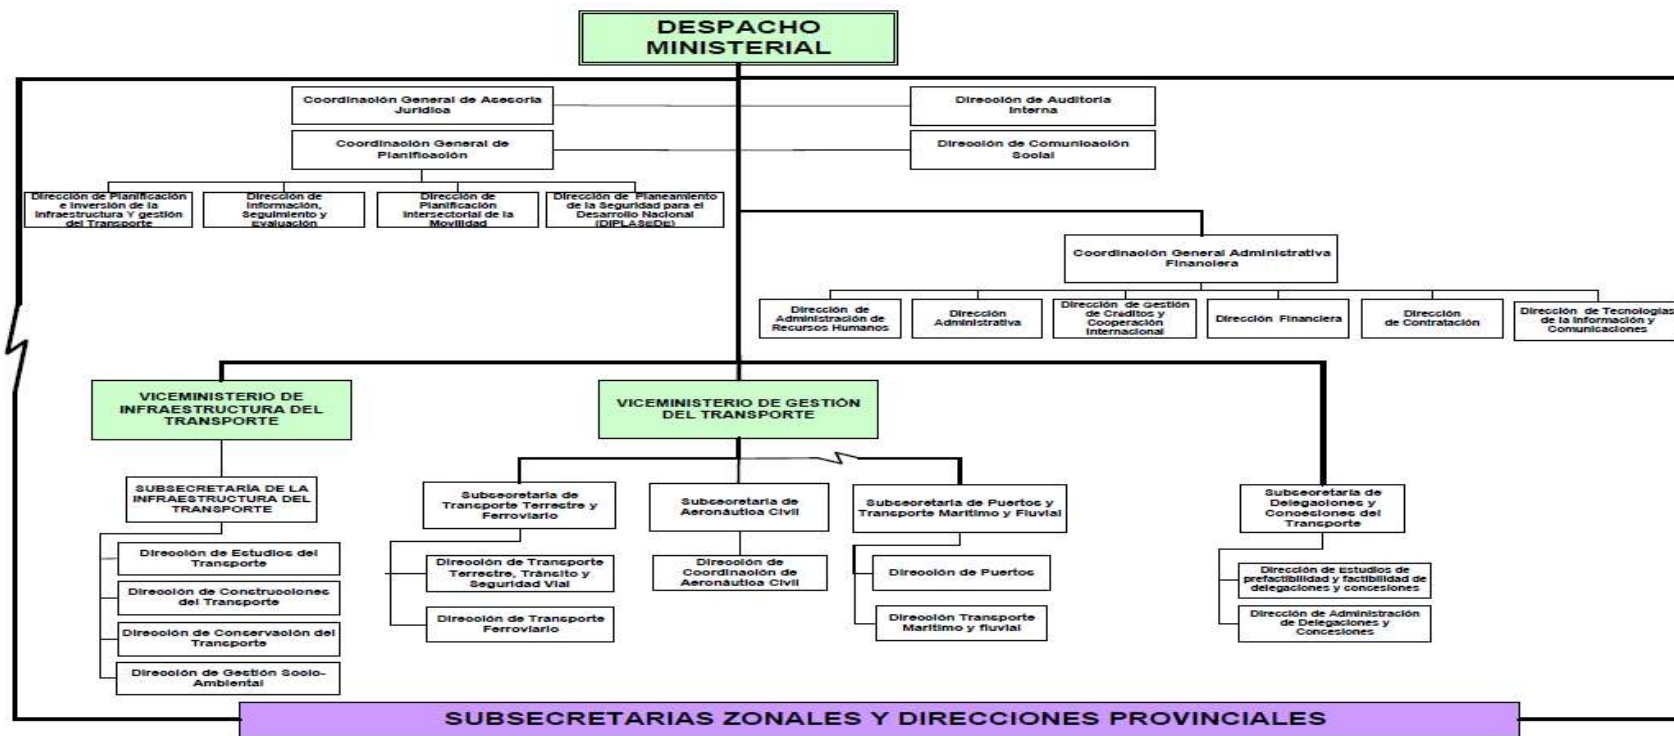 DESPACHO
MINISTERIAL
Coordinación General de Asesoría
Jurídica
Dirección de Auditoria
Interna
Coordinación General de
Planificación
Dirección de Comunicación
Social
Dirección de Planificación
e Inversión de la
Infraestructura Y gestión
del Transporte
Dirección de
Información,
Seguimiento y
Evaluación
Dirección de
Planificación
Intersectorial de la
Movilidad
Dirección de Planeamiento
de la Seguridad para el
Desarrollo Nacional
(DIPLASEDE)
Coordinación General Administrativa
Financiera
Dirección de
Administración de
Recursos Humanos
Dirección
Administrativa
Dirección de Gestión
de Créditos y
Cooperación
Internacional
Dirección Financiera
Dirección
de Contratación
Dirección de Tecnologías
de la Información y
Comunicaciones
VICEMINISTERIO DE
INFRAESTRUCTURA DEL
TRANSPORTE
VICEMINISTERIO DE GESTIÓN
DEL TRANSPORTE
SUBSECRETARÍA DE LA
INFRAESTRUCTURA DEL
TRANSPORTE
Dirección de Estudios del
Transporte
Dirección de Construcciones
del Transporte
Dirección de Conservación del
Transporte
Dirección de Gestión Socio-
Ambiental
Subsecretaria de
Transporte Terrestre y
Ferroviario
Dirección de Transporte
Terrestre, Tránsito y
Seguridad Vial
Dirección de Transporte
Ferroviario
Subsecretaria de
Aeronáutica Civil
Dirección de
Coordinación de
Aeronáutica Civil
Subsecretaria de Puertos y
Transporte Marítimo y Fluvial
Dirección de Puertos
Dirección Transporte
Marítimo y fluvial
Subsecretaria de
Delegaciones y
Concesiones del
Transporte
Dirección de Estudios de
prefactibilidad y factibilidad de
delegaciones y concesiones
Dirección de Administración
de Delegaciones y
Concesiones
SUBSECRETARIAS ZONALES Y DIRECCIONES PROVINCIALES